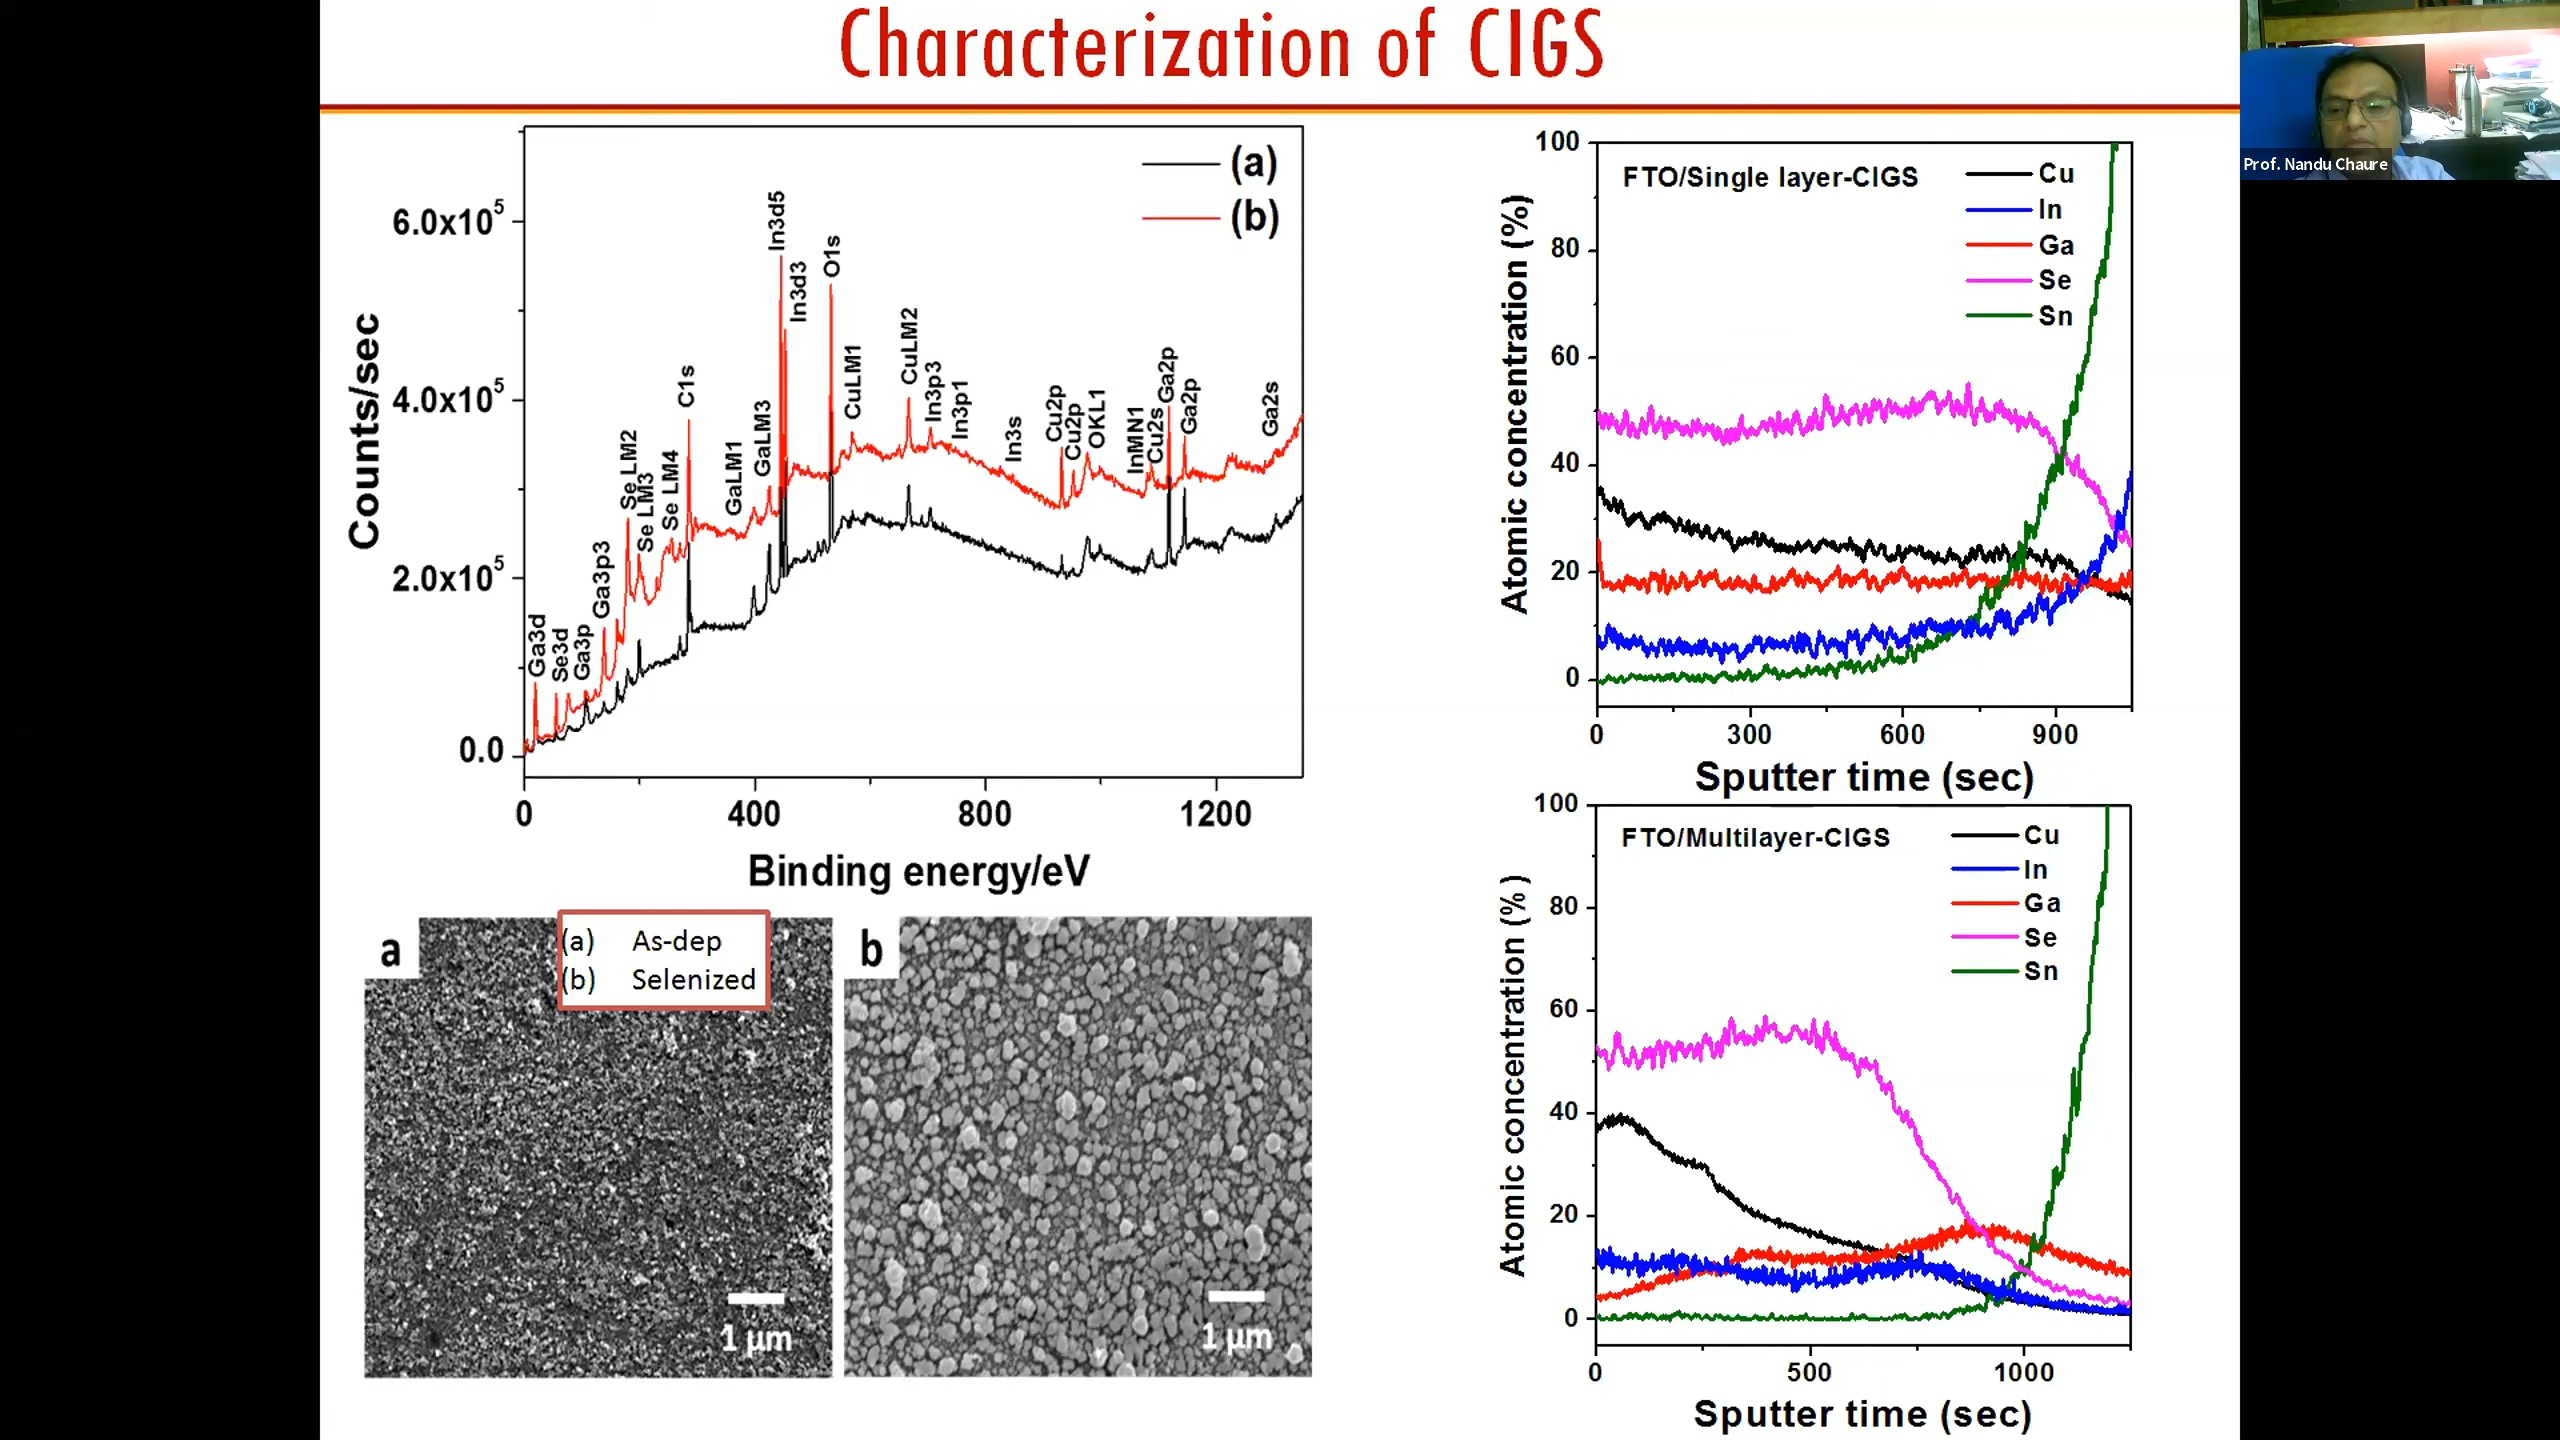 Characterization of CIGS
Prof. Nandu Chaure
(a)
(b)
6.0x10⁵
4.0x10⁵
2.0x10⁵
0.0
Counts/sec
Ga3d
Se3d
Ga3p
Ga3p3
Se LM2
Se LM3
Se LM4
C1s
GaLM1
GaLM3
In3d5
In3d3
O1s
CuLM1
CuLM2
In3p3
In3p1
In3s
Cu2p
Cu2p
OKL1
InMN1
Cu2s
Ga2p
Ga2p
Ga2s
0 400 800 1200
Binding energy/eV
a
(a) As-dep
(b) Selenized
1 µm
b
1 µm
FTO/Single layer-CIGS
Cu
In
Ga
Se
Sn
100
80
60
40
20
0
Atomic concentration (%)
0 300 600 900
Sputter time (sec)
FTO/Multilayer-CIGS
Cu
In
Ga
Se
Sn
100
80
60
40
20
0
Atomic concentration (% )
0 500 1000
Sputter time (sec)